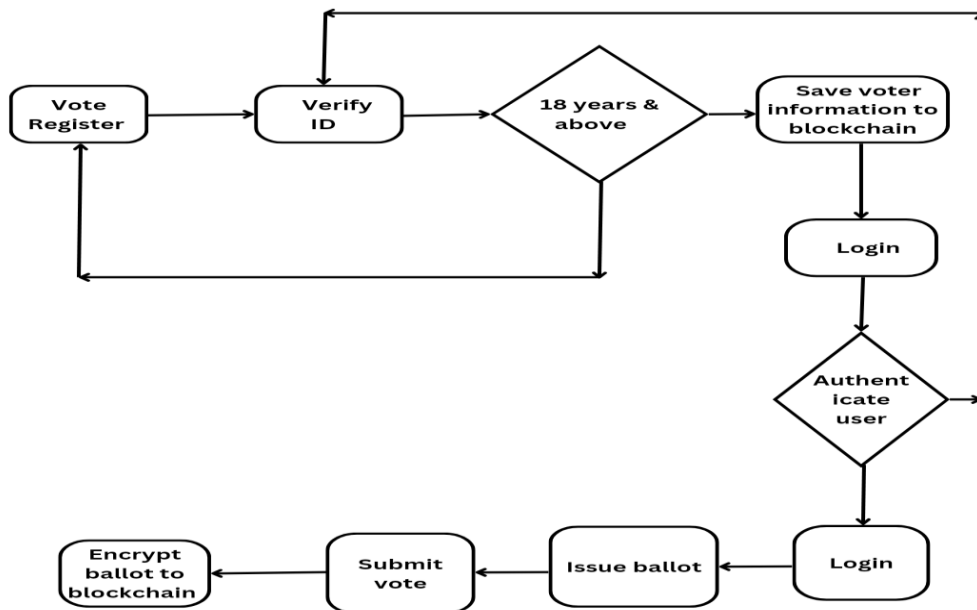 Vote
Register
Verify
ID
18 years &
above
Save voter
information to
blockchain
Login
Authent
icate
user
Login
Issue ballot
Submit
vote
Encrypt
ballot to
blockchain